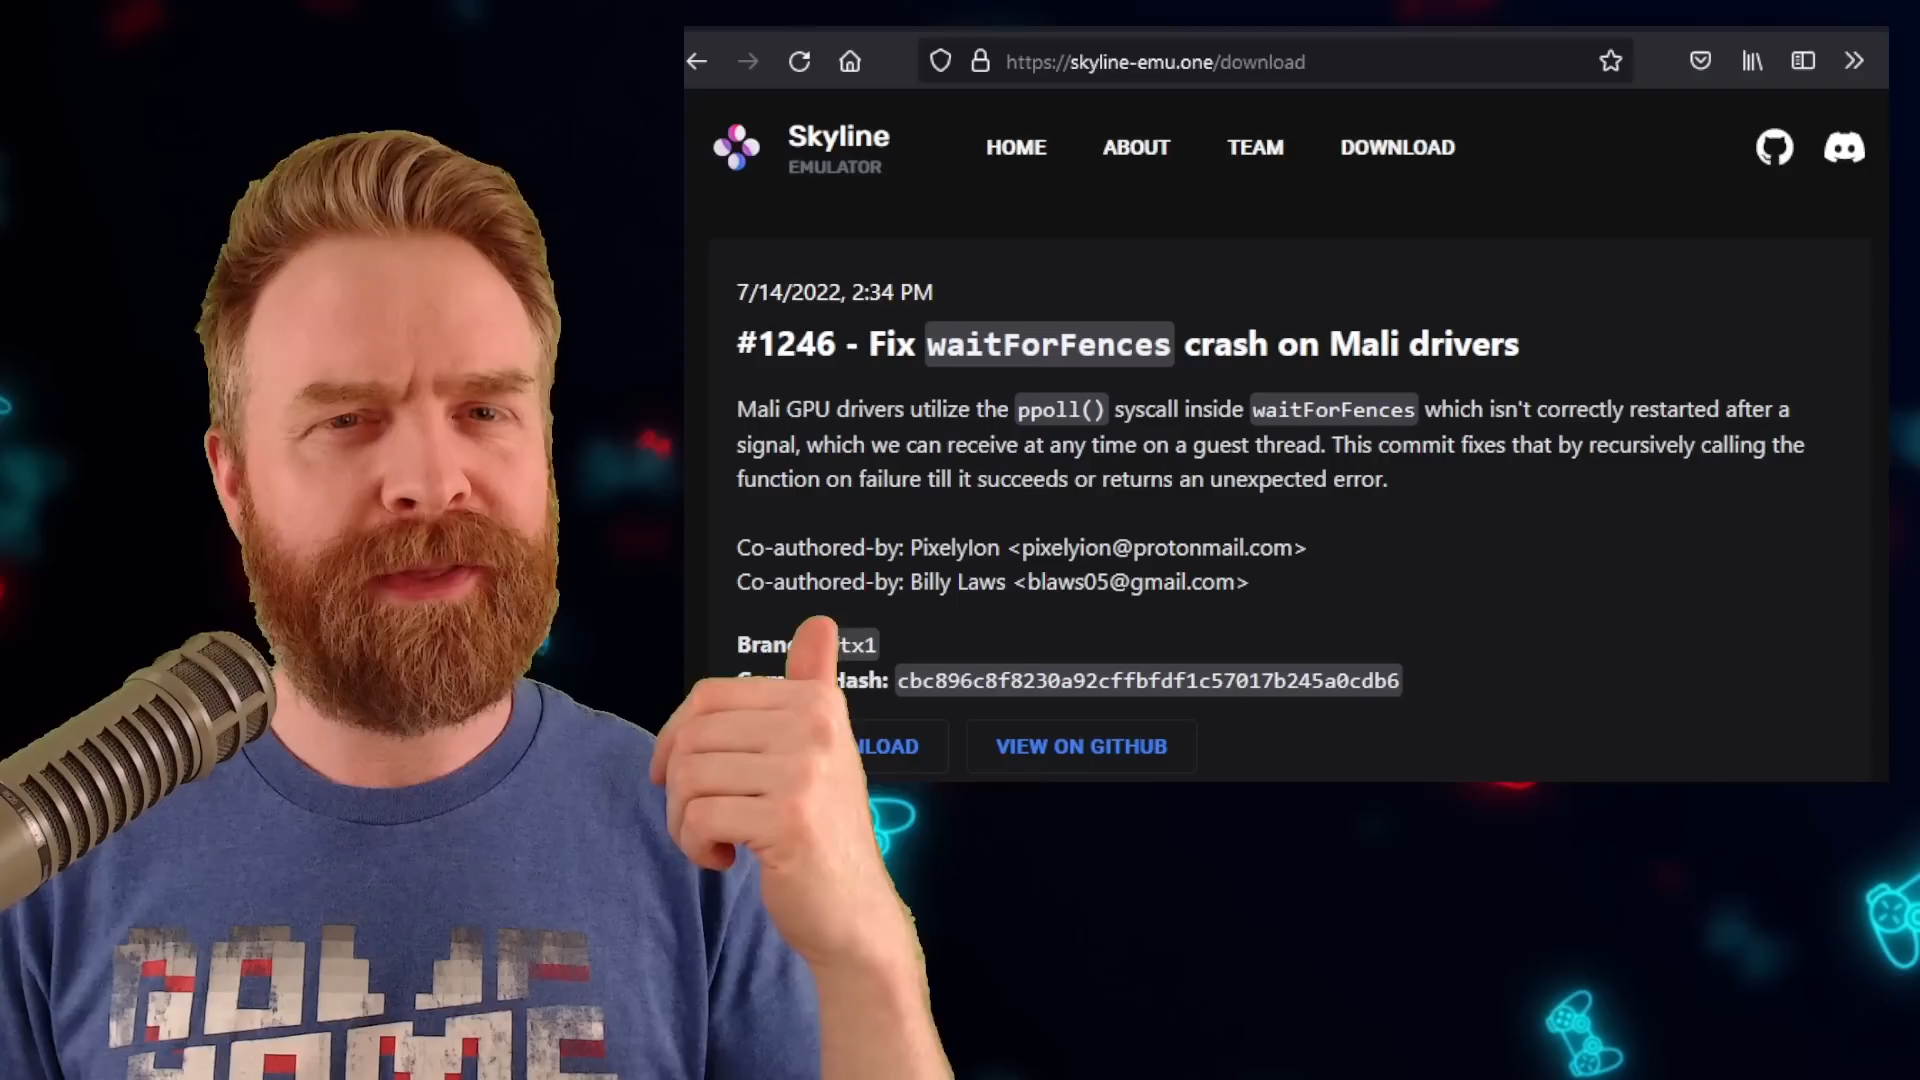 https://skyline-emu.one/download
Skyline
EMULATOR
HOME ABOUT TEAM DOWNLOAD
7/14/2022, 2:34 PM
#1246 - Fix waitForFences crash on Mali drivers
Mali GPU drivers utilize the ppoll() syscall inside waitForFences which isn't correctly restarted after a
signal, which we can receive at any time on a guest thread. This commit fixes that by recursively calling the
function on failure till it succeeds or returns an unexpected error.
Co-authored-by: PixelyIon <pixelyion@protonmail.com>
Co-authored-by: Billy Laws <blaws05@gmail.com>
tx1
Hash: cbc896c8f8230a92cffbfdf1c57017b245a0cdb6
VIEW ON GITHUB